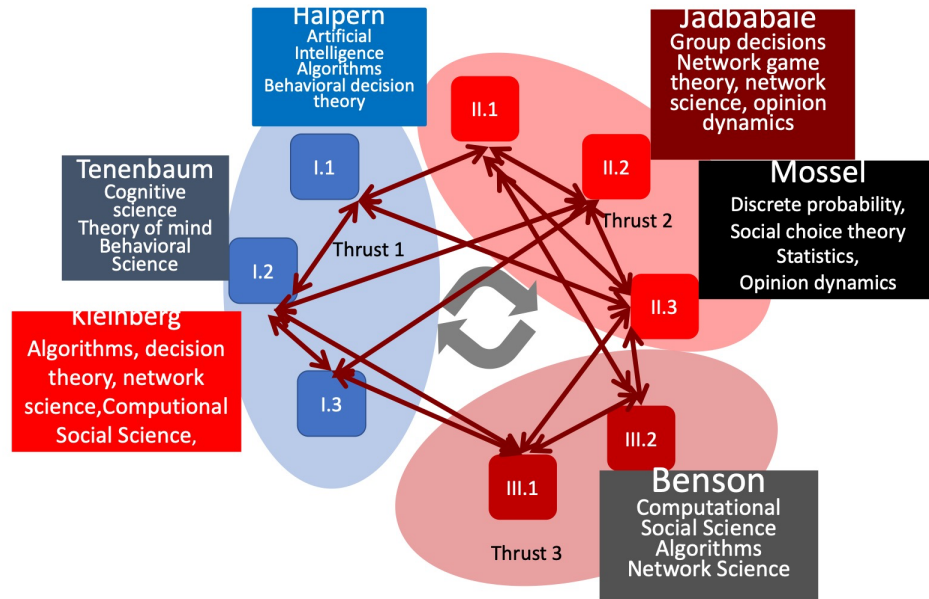 Halpern
Artificial
Intelligence
Algorithms
Behavioral decision
theory
Jadbabaie
Group decisions
Network game
theory, network
science, opinion
dynamics
II.1
I.1
II.2
Tenenbaum
Cognitive
science
Theory of mind
Behavioral
Science
Mossel
Discrete probability,
Social choice theory
Statistics,
Opinion dynamics
Thrust 1
Thrust 2
I.2
II.3
Kleinberg
Algorithms, decision
theory, network
science,Computional
Social Science,
I.3
III.2
III.1
Benson
Computational
Social Science
Algorithms
Network Science
Thrust 3